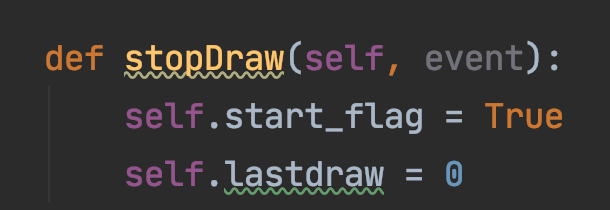 def stopDraw(self, event):
self.start_flag = True
self.lastdraw = 0